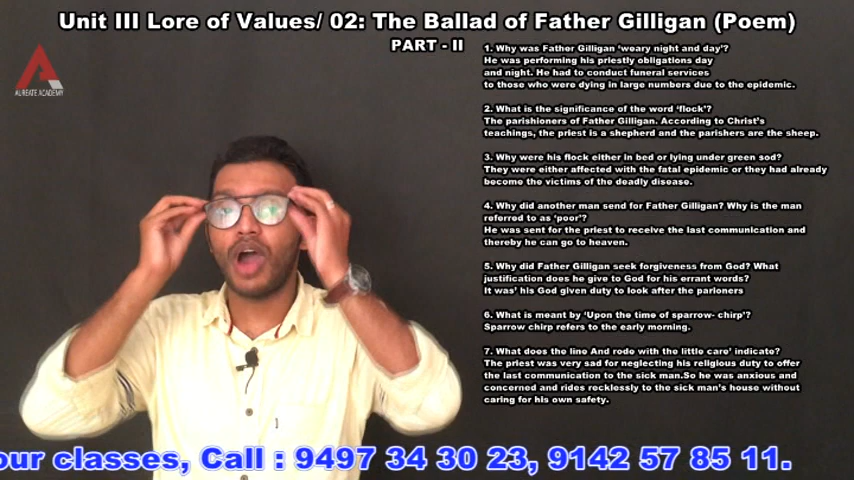 Unit III Lore of Values/ 02: The Ballad of Father Gilligan (Poem)
PART - II
ALREATE ACADEMY
1. Why was Father Gilligan ‘weary night and day’?
He was performing his priestly obligations day
and night. He had to conduct funeral services
to those who were dying in large numbers due to the epidemic.
2. What is the significance of the word ‘flock’?
The parishioners of Father Gilligan. According to Christ’s
teachings, the priest is a shepherd and the parishers are the sheep.
3. Why were his flock either in bed or lying under green sod?
They were either affected with the fatal epidemic or they had already
become the victims of the deadly disease.
4. Why did another man send for Father Gilligan? Why is the man
referred to as ‘poor’?
He was sent for the priest to receive the last communication and
thereby he can go to heaven.
5. Why did Father Gilligan seek forgiveness from God? What
justification does he give to God for his errant words?
It was’ his God given duty to look after the parioners
6. What is meant by ‘Upon the time of sparrow- chirp’?
Sparrow chirp refers to the early morning.
7. What does the line And rode with the little care’ indicate?
The priest was very sad for neglecting his religious duty to offer
the last communication to the sick man.So he was anxious and
concerned and rides recklessly to the sick man’s house without
caring for his own safety.
our classes, Call : 9497 34 30 23, 9142 57 85 11.